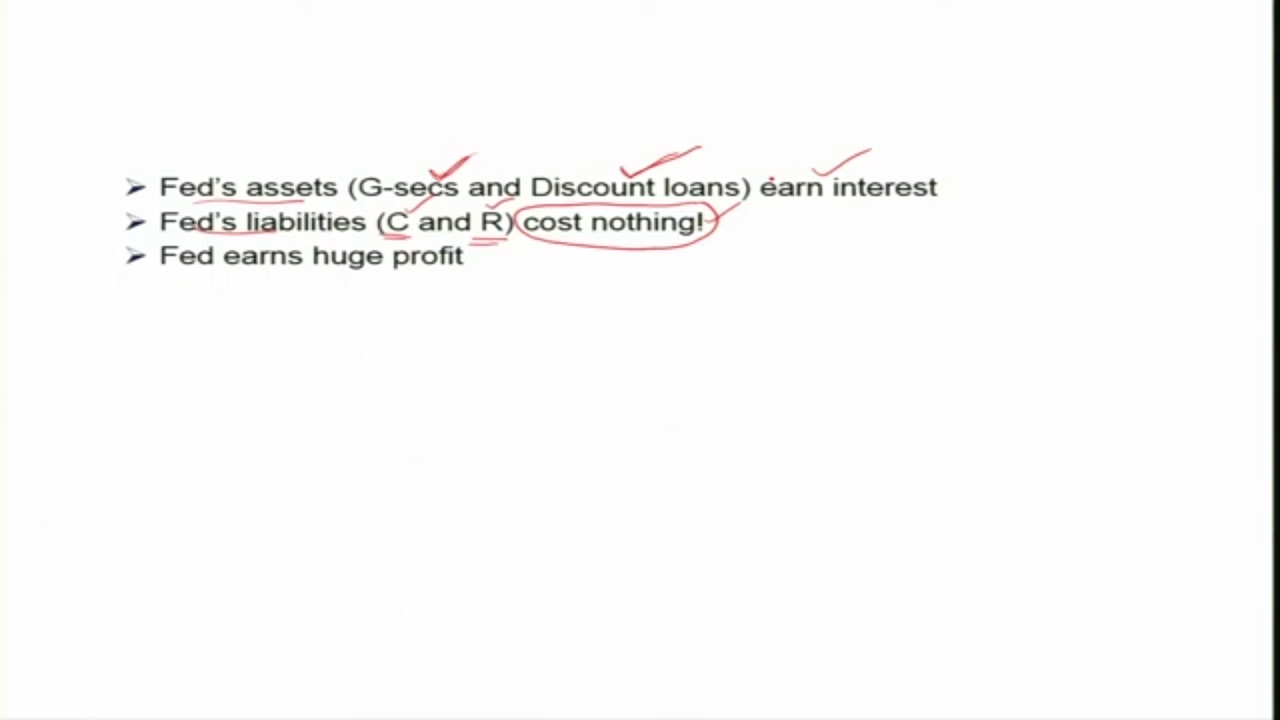 ➢ Fed's assets (G-secs and Discount loans) earn interest
➢ Fed's liabilities (C and R) cost nothing!
➢ Fed earns huge profit